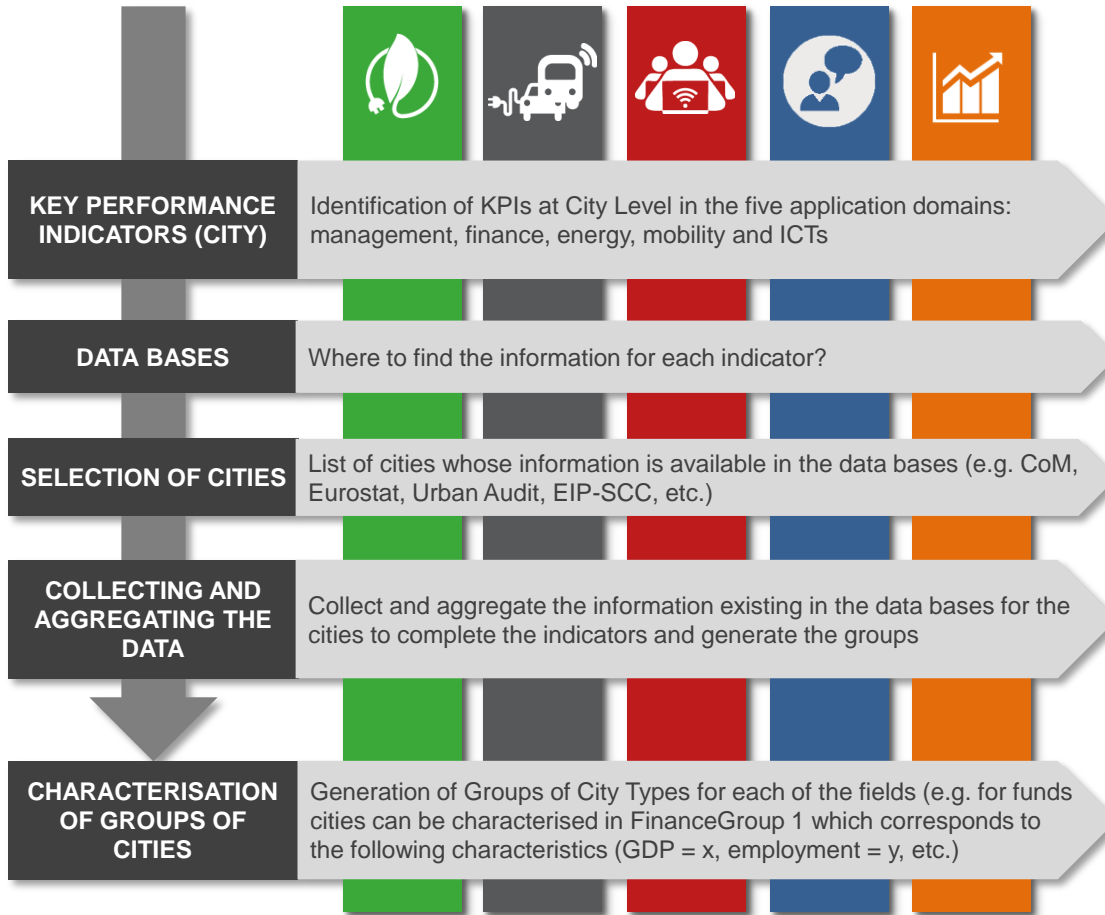 KEY PERFORMANCE
INDICATORS (CITY)
Identification of KPIs at City Level in the five application domains:
management, finance, energy, mobility and ICTs
DATA BASES
Where to find the information for each indicator?
SELECTION OF CITIES
List of cities whose information is available in the data bases (e.g. CoM,
Eurostat, Urban Audit, EIP-SCC, etc.)
COLLECTING AND
AGGREGATING THE
DATA
Collect and aggregate the information existing in the data bases for the
cities to complete the indicators and generate the groups
CHARACTERISATION
OF GROUPS OF
CITIES
Generation of Groups of City Types for each of the fields (e.g. for funds
cities can be characterised in FinanceGroup 1 which corresponds to
the following characteristics (GDP = x, employment = y, etc.)